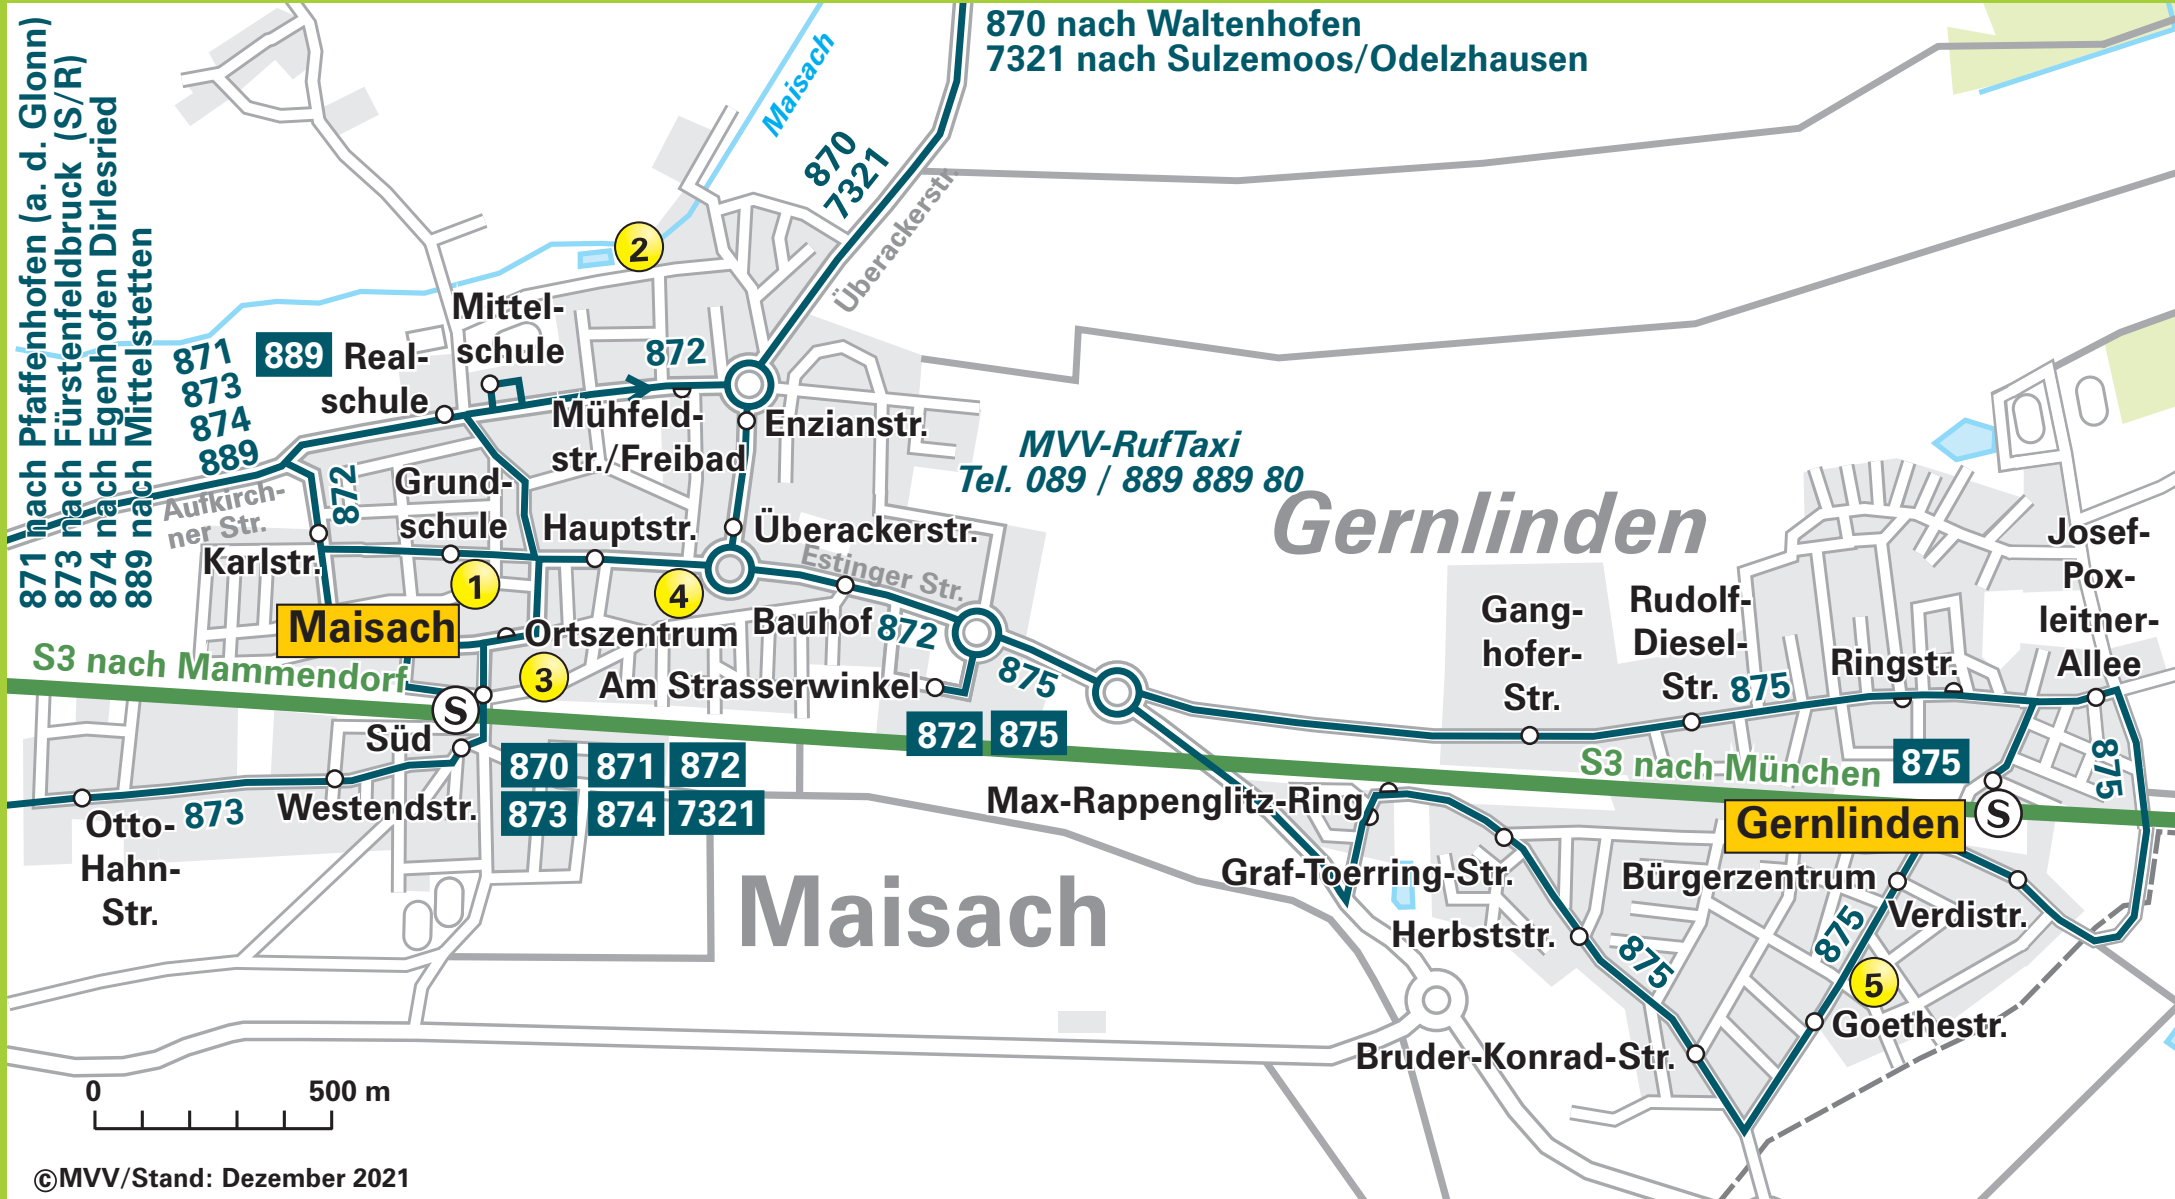 871 nach Pfaffenhofen (a. d. Glonn)
873 nach Fürstenfeldbruck (S/R)
874 nach Egenhofen Dirlesried
889 nach Mittelstetten
870 nach Waltenhofen
7321 nach Sulzemoos/Odelzhausen
Maisach
870
7321
Überackerstr.
2
871
873
874
889
889
Real-
schule
Mittel-
schule
872
Mühfeld-
str./Freibad
Enzianstr.
MVV-RufTaxi
Tel. 089 / 889 889 80
Gernlinden
Aufkirch-
ner Str.
872
Karlstr.
Grund-
schule
Hauptstr.
Überackerstr.
Estinger Str.
1
4
Maisach
Ortszentrum
Bauhof
872
875
3
Am Strasserwinkel
S3 nach Mammendorf
S
Süd
872
875
870
871
872
873
874
7321
Otto-
Hahn-
Str.
873
Westendstr.
Gang-
hofer-
Str.
Rudolf-
Diesel-
Str.
875
Ringstr.
Josef-
Pox-
leitner-
Allee
875
S3 nach München
875
Gernlinden
S
Max-Rappenglitz-Ring
Graf-Toerring-Str.
Herbststr.
875
Bürgerzentrum
Verdistr.
875
5
Goethestr.
Bruder-Konrad-Str.
Maisach
0
500 m
©MVV/Stand: Dezember 2021